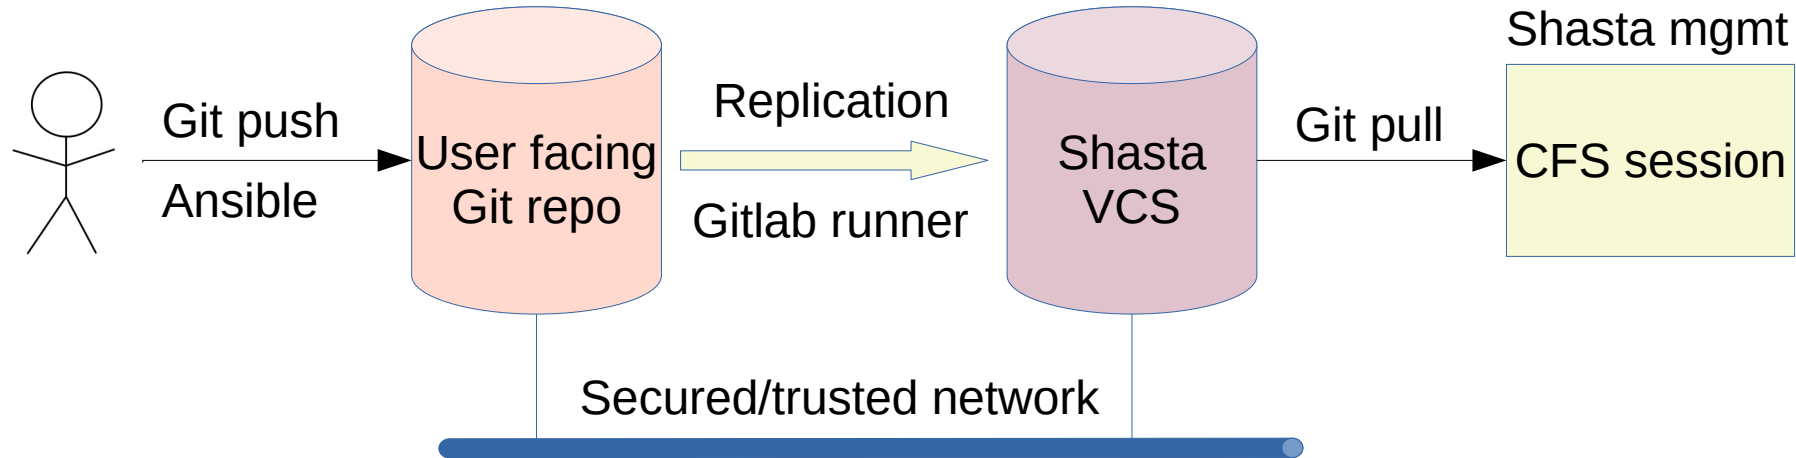 Shasta mgmt
Git push
Ansible
User facing
Git repo
Replication
Gitlab runner
Shasta
VCS
Git pull
CFS session
Secured/trusted network